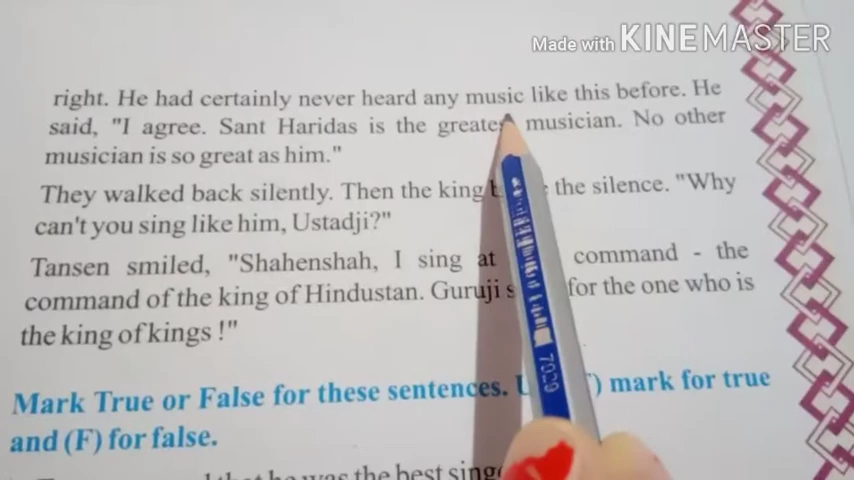 Made with KINEMASTER
right. He had certainly never heard any music like this before. He
said, "I agree. Sant Haridas is the greatest musician. No other
musician is so great as him."
They walked back silently. Then the king the silence. "Why
can't you sing like him, Ustadji?"
Tansen smiled, "Shahenshah, I sing at command - the
command of the king of Hindustan. Guruji for the one who is
the king of kings !"
Mark True or False for these sentences. ) mark for true
and (F) for false.
that he was the best
7029